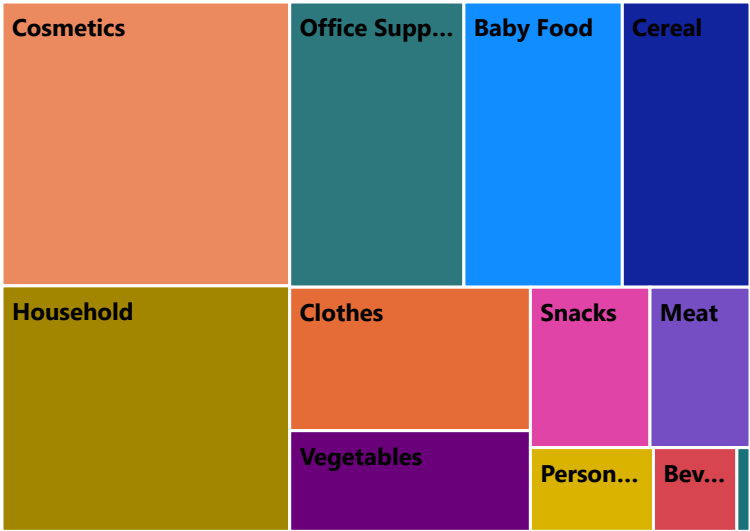 Cosmetics
Office Supp...
Baby Food
Cereal
Household
Clothes
Snacks
Meat
Vegetables
Person...
Bev...